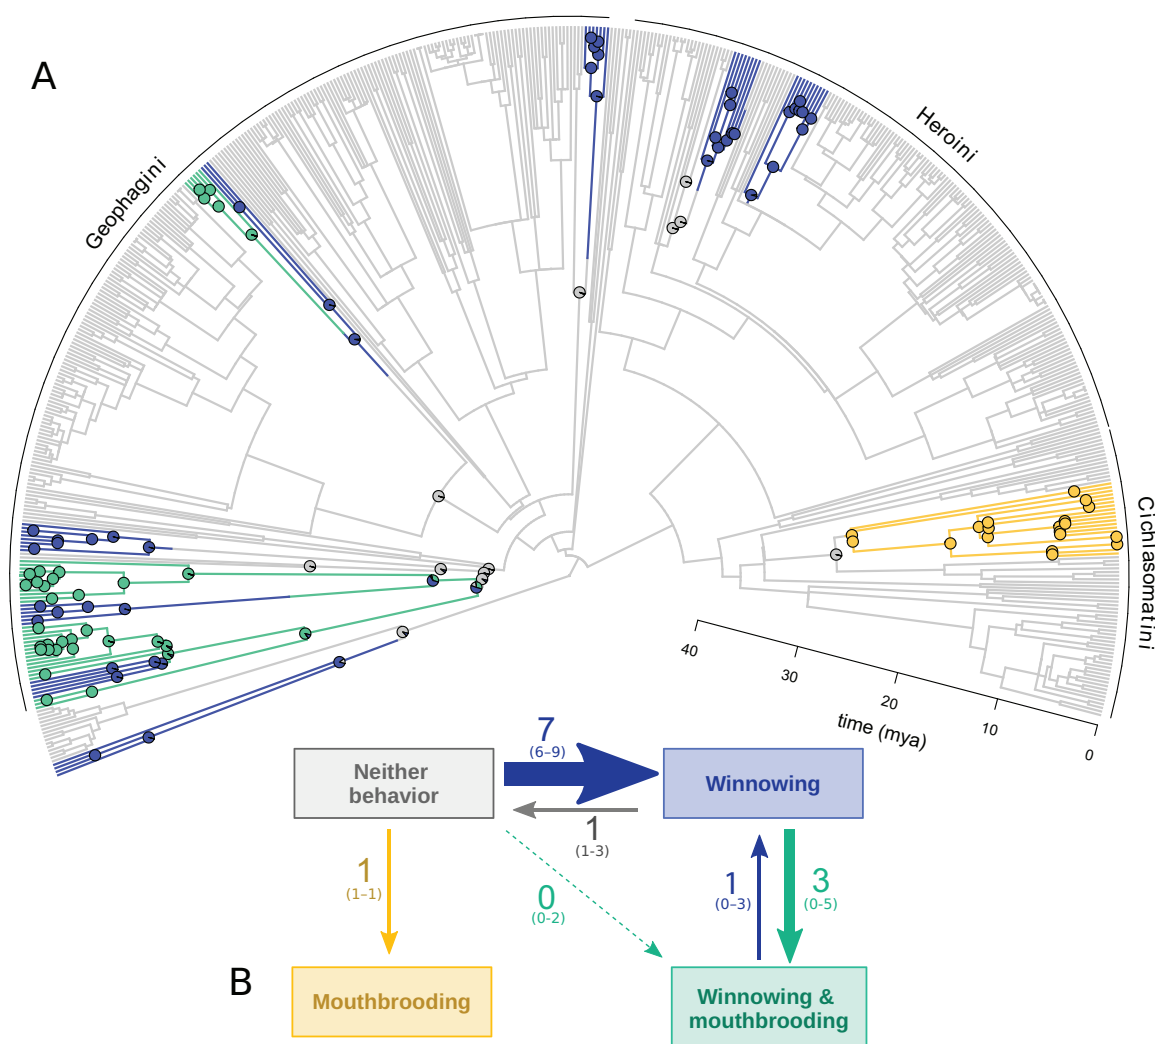 A
Geophagini
Heroini
Cichlasomatini
40
30
20
10
0
time (mya)
7
(6–9)
Neither
behavior
Winnowing
1
(1-3)
1
(1–1)
0
(0-2)
1
(0–3)
3
(0-5)
B
Mouthbrooding
Winnowing &
mouthbrooding